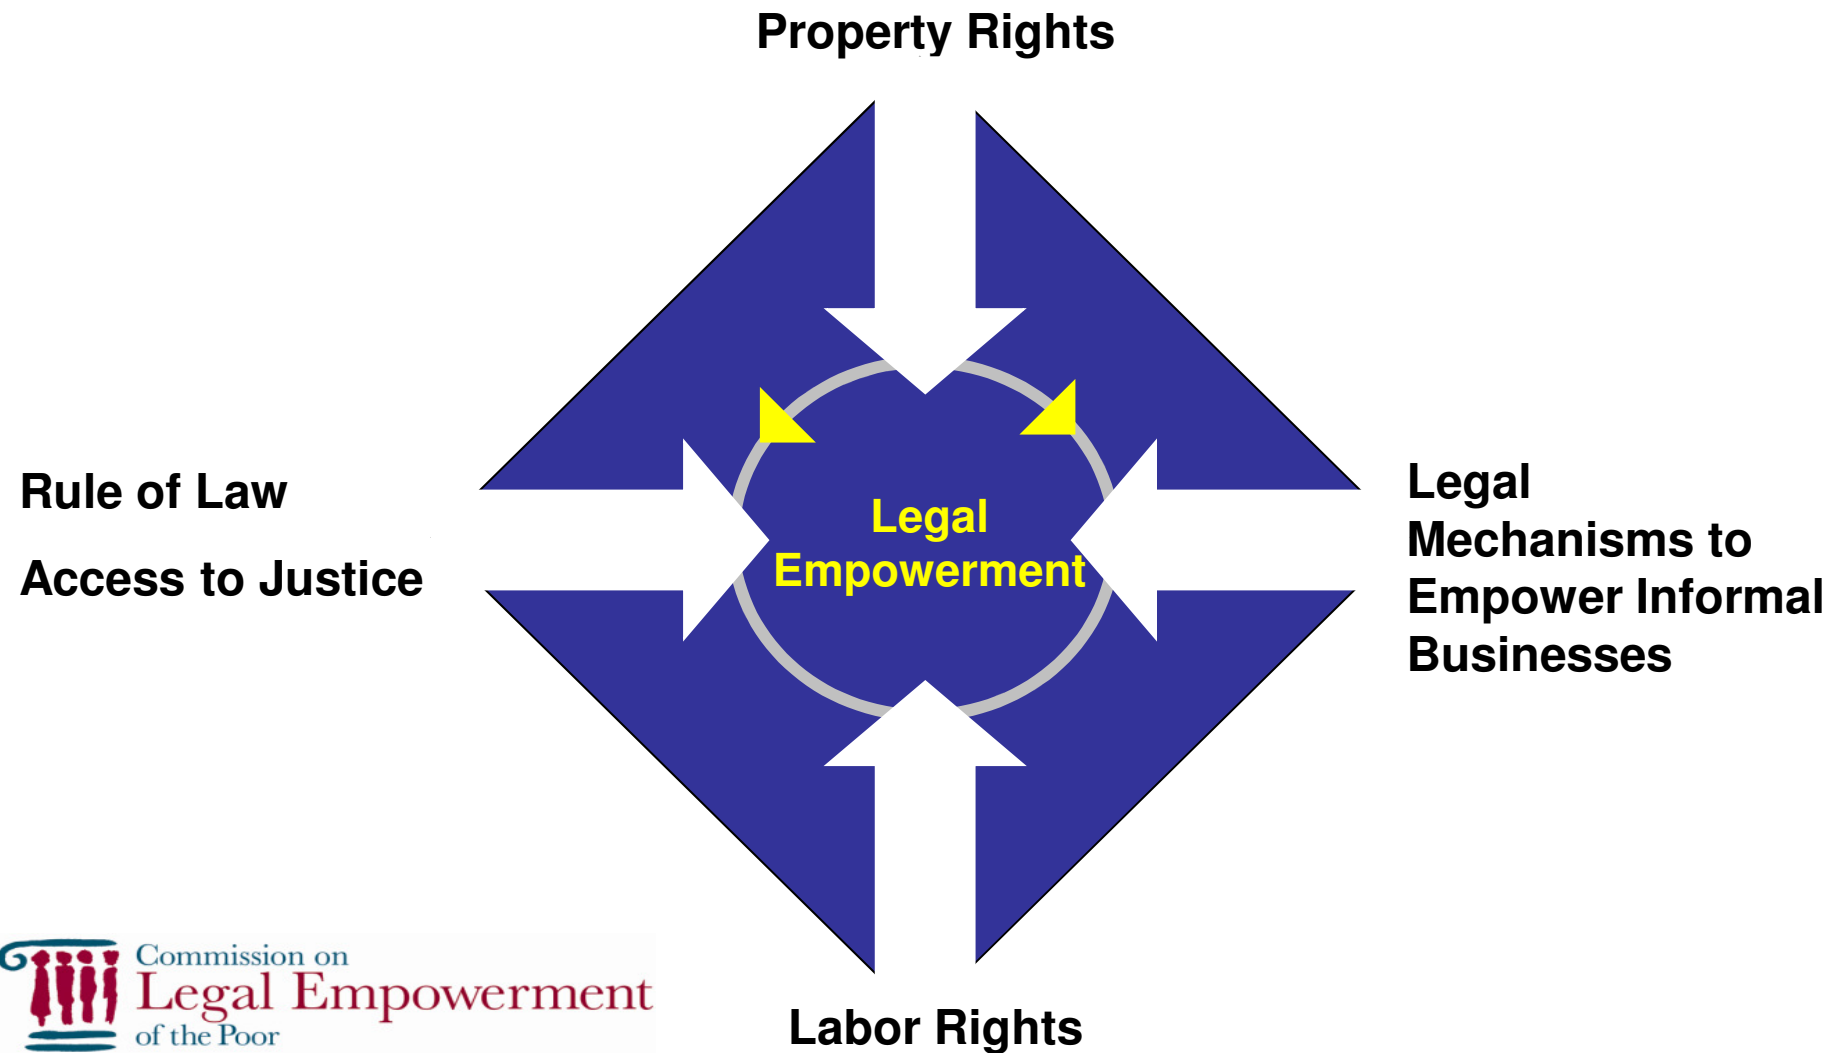 Property Rights
Rule of Law
Access to Justice
Legal
Empowerment
Legal
Mechanisms to
Empower Informal
Businesses
Commission on
Legal Empowerment
of the Poor
Labor Rights